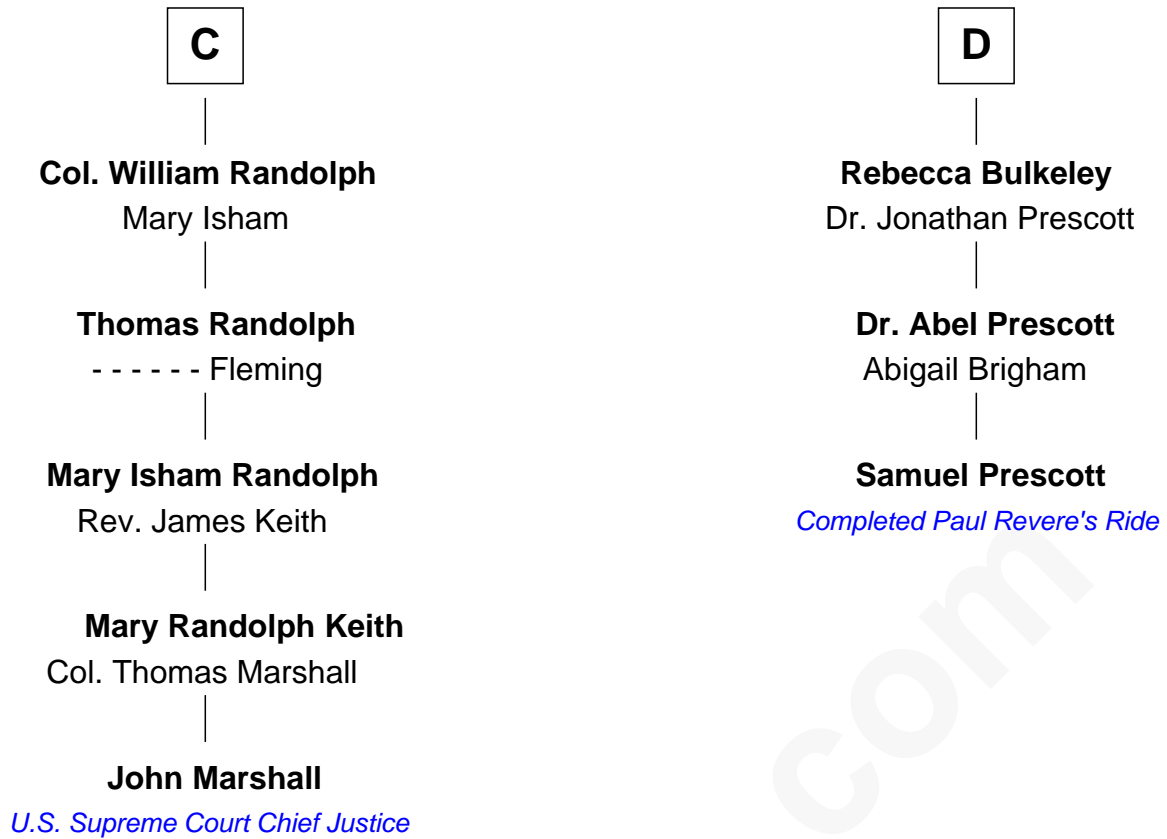 C
Col. William Randolph
Mary Isham
Thomas Randolph
- - - - - - Fleming
Mary Isham Randolph
Rev. James Keith
Mary Randolph Keith
Col. Thomas Marshall
John Marshall
U.S. Supreme Court Chief Justice
D
Rebecca Bulkeley
Dr. Jonathan Prescott
Dr. Abel Prescott
Abigail Brigham
Samuel Prescott
Completed Paul Revere's Ride
com